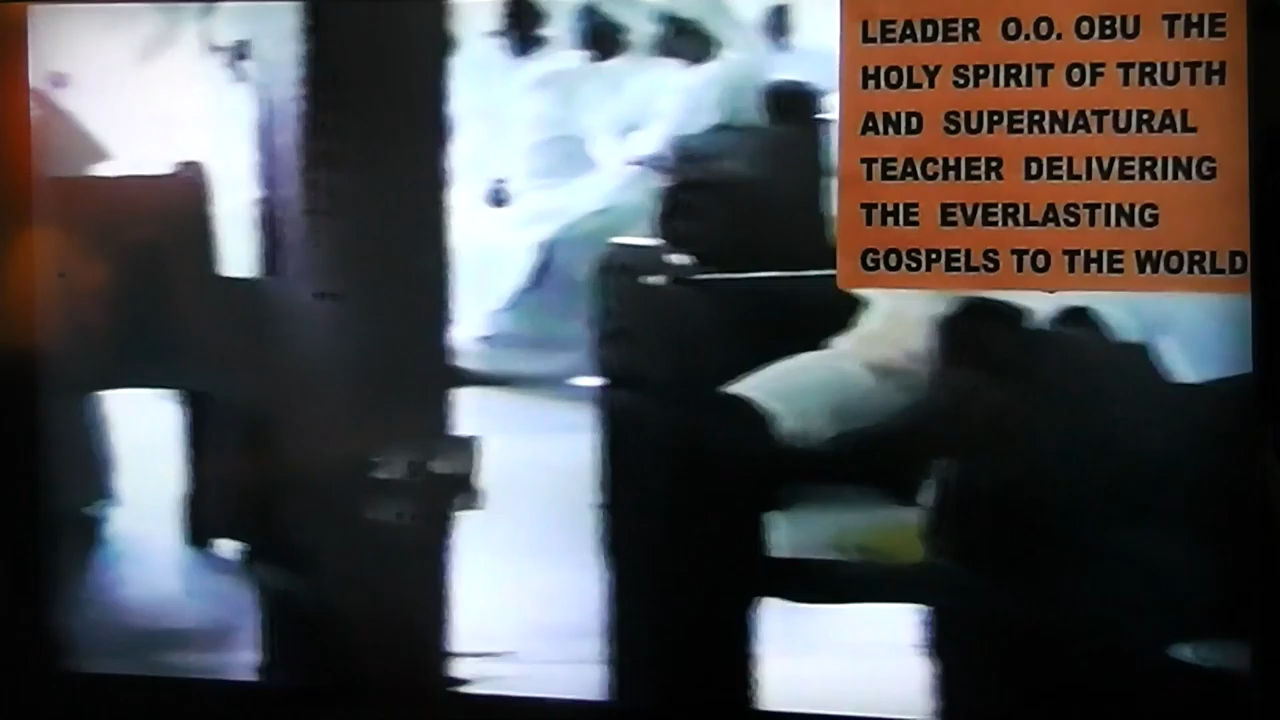 LEADER O.O. OBU THE
HOLY SPIRIT OF TRUTH
AND SUPERNATURAL
TEACHER DELIVERING
THE EVERLASTING
GOSPELS TO THE WORLD